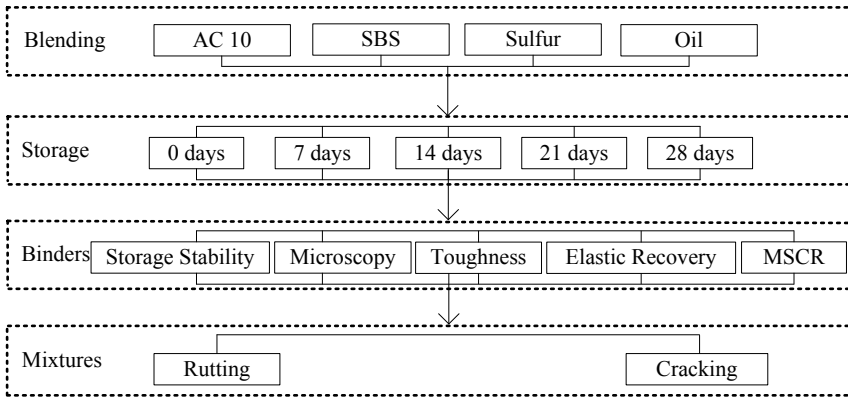 Blending AC 10 SBS Sulfur Oil
Storage 0 days 7 days 14 days 21 days 28 days
Binders Storage Stability Microscopy Toughness Elastic Recovery MSCR
Mixtures Rutting Cracking